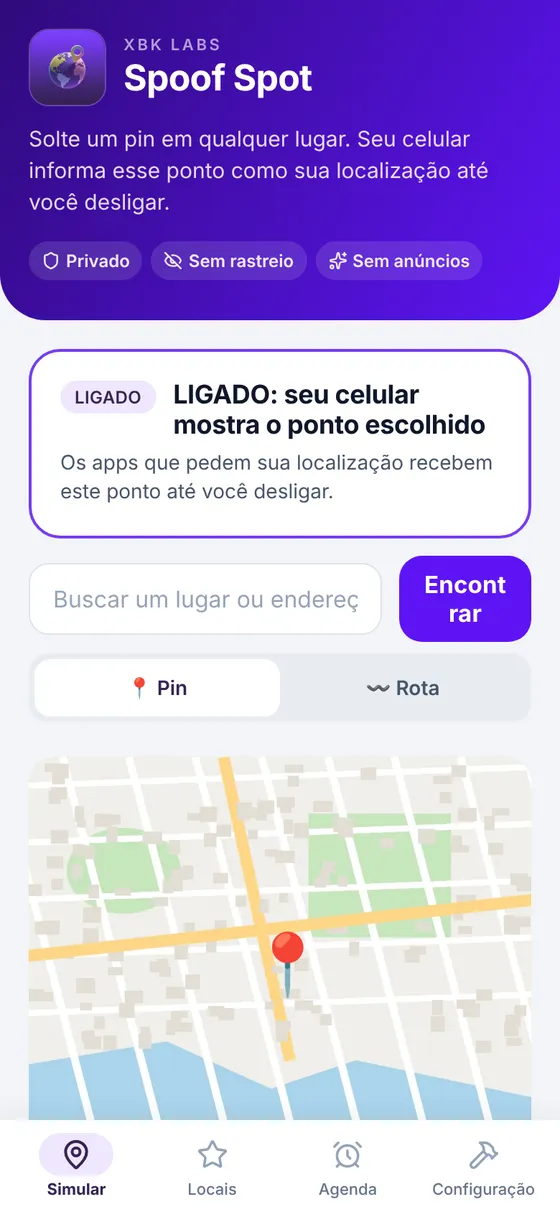 XBK LABS
Spoof Spot
Solte um pin em qualquer lugar. Seu celular
informa esse ponto como sua localização até
você desligar.
Privado
Sem rastreio
Sem anúncios
LIGADO
LIGADO: seu celular
mostra o ponto escolhido
Os apps que pedem sua localização recebem
este ponto até você desligar.
Buscar um lugar ou endereç
Encont
rar
Pin
Rota
Simular
Locais
Agenda
Configuração